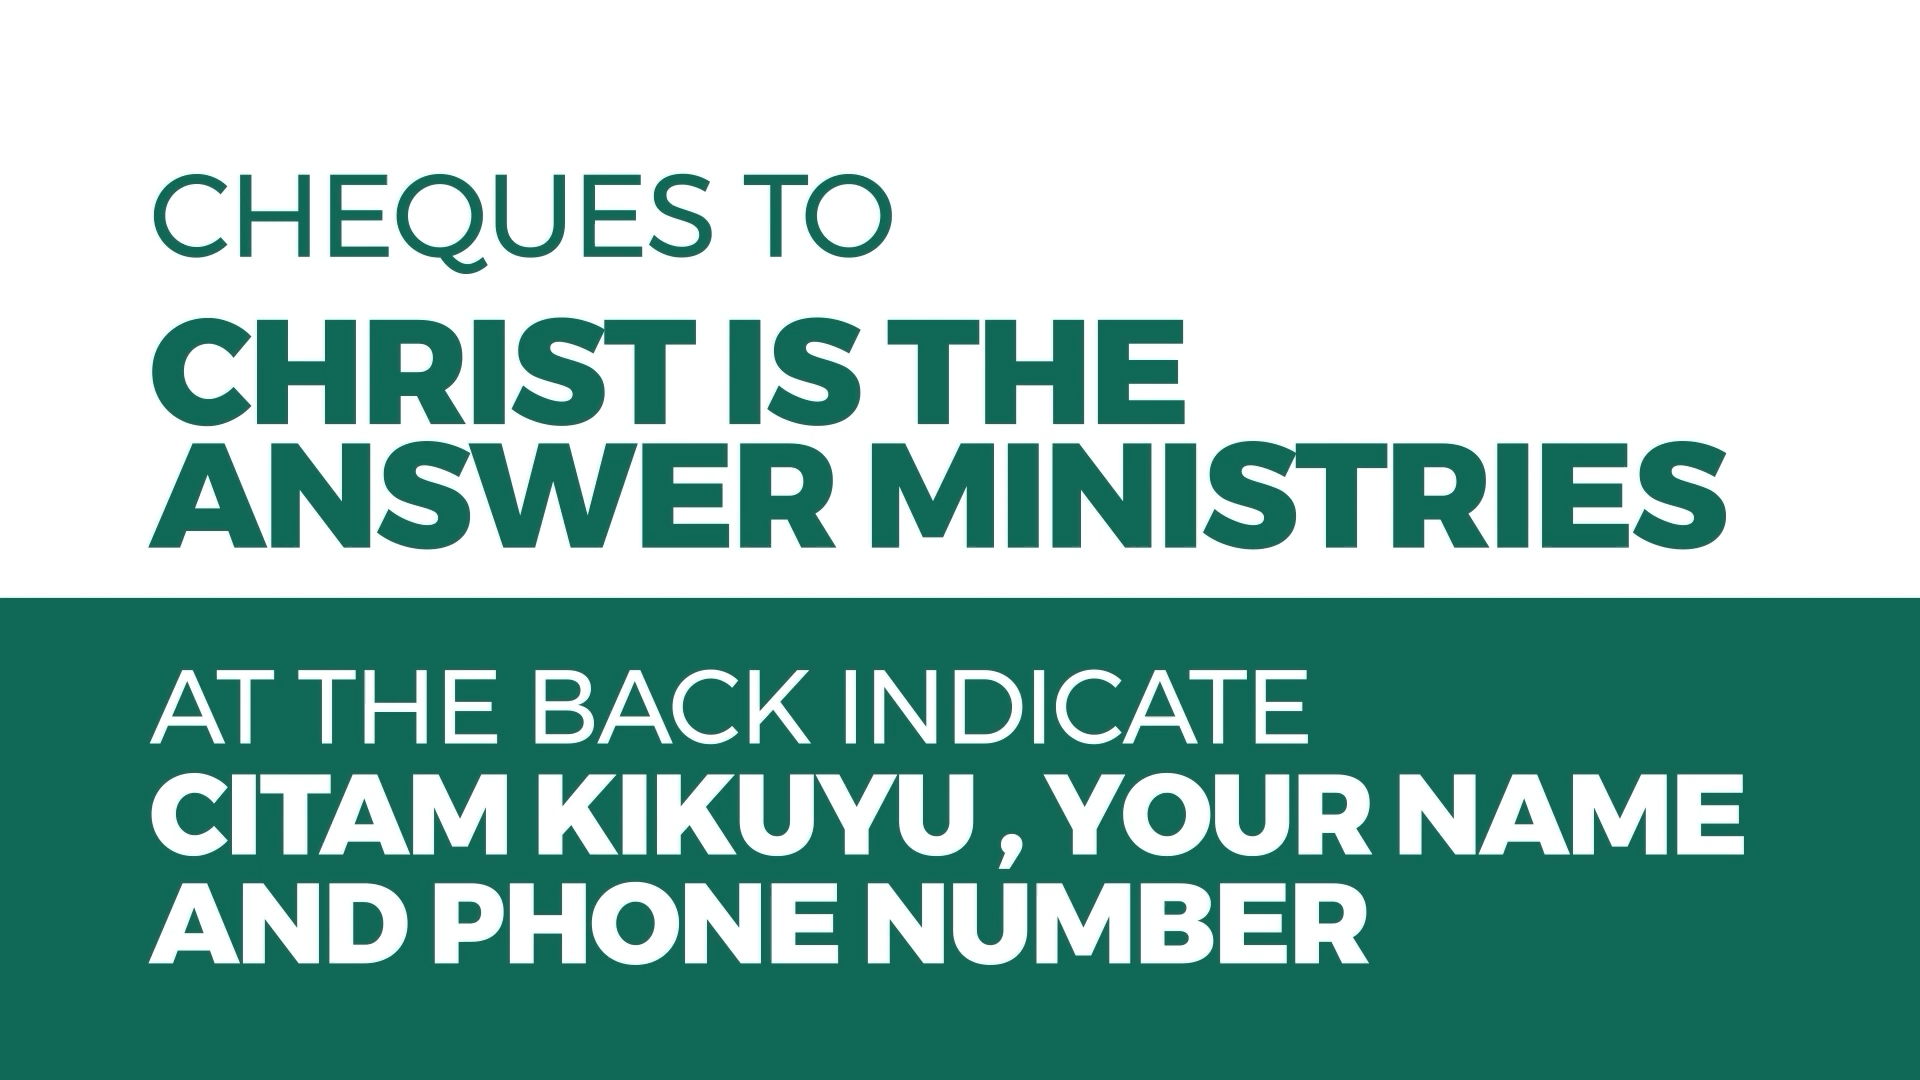 CHEQUES TO
CHRIST IS THE
ANSWER MINISTRIES
AT THE BACK INDICATE
CITAM KIKUYU , YOUR NAME
AND PHONE NUMBER